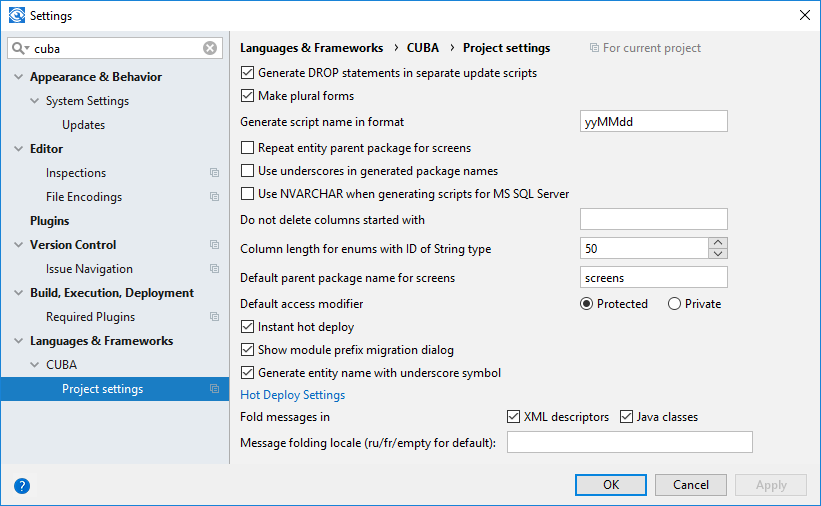 Settings
cuba
Appearance & Behavior
System Settings
Updates
Editor
Inspections
File Encodings
Plugins
Version Control
Issue Navigation
Build, Execution, Deployment
Required Plugins
Languages & Frameworks
CUBA
Project settings
Languages & Frameworks › CUBA › Project settings For current project
Generate DROP statements in separate update scripts
Make plural forms
Generate script name in format yyMMdd
Repeat entity parent package for screens
Use underscores in generated package names
Use NVARCHAR when generating scripts for MS SQL Server
Do not delete columns started with
Column length for enums with ID of String type 50
Default parent package name for screens screens
Default access modifier Protected Private
Instant hot deploy
Show module prefix migration dialog
Generate entity name with underscore symbol
Hot Deploy Settings
Fold messages in XML descriptors Java classes
Message folding locale (ru/fr/empty for default):
? OK Cancel Apply